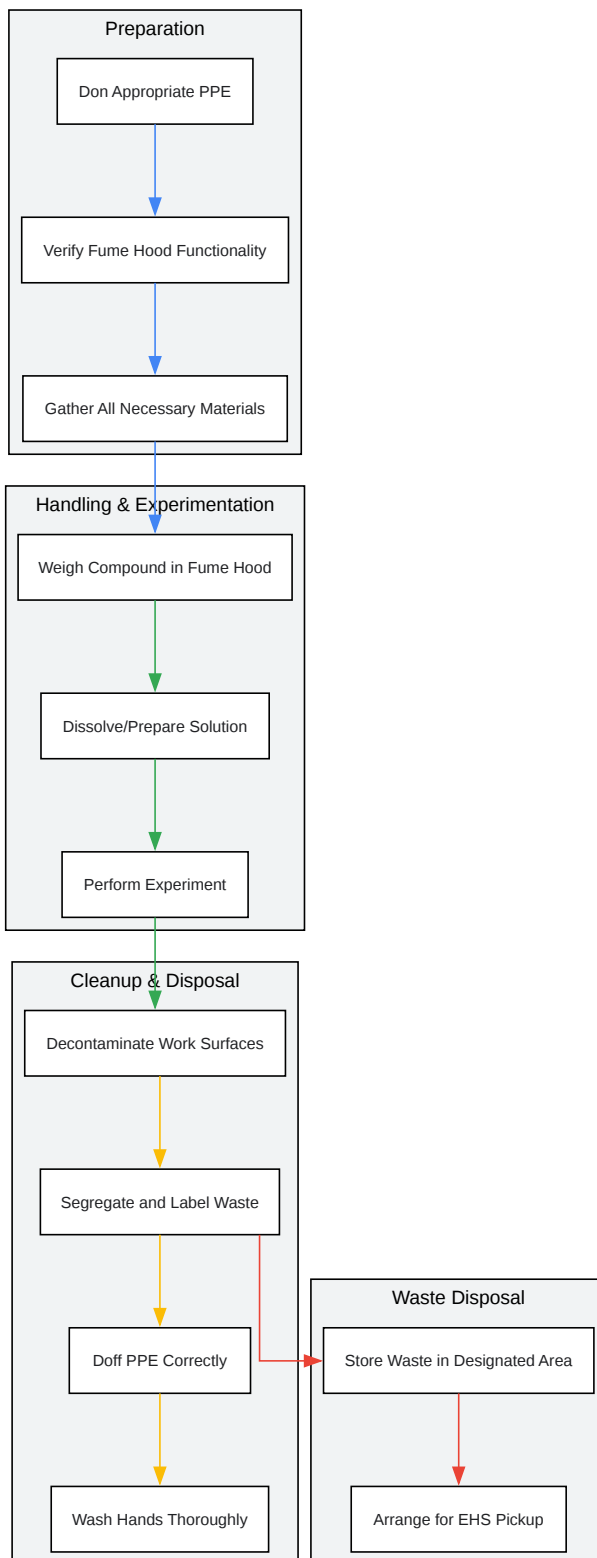 Preparation
Don Appropriate PPE
Verify Fume Hood Functionality
Gather All Necessary Materials
Handling & Experimentation
Weigh Compound in Fume Hood
Dissolve/Prepare Solution
Perform Experiment
Cleanup & Disposal
Decontaminate Work Surfaces
Segregate and Label Waste
Doff PPE Correctly
Wash Hands Thoroughly
Waste Disposal
Store Waste in Designated Area
Arrange for EHS Pickup